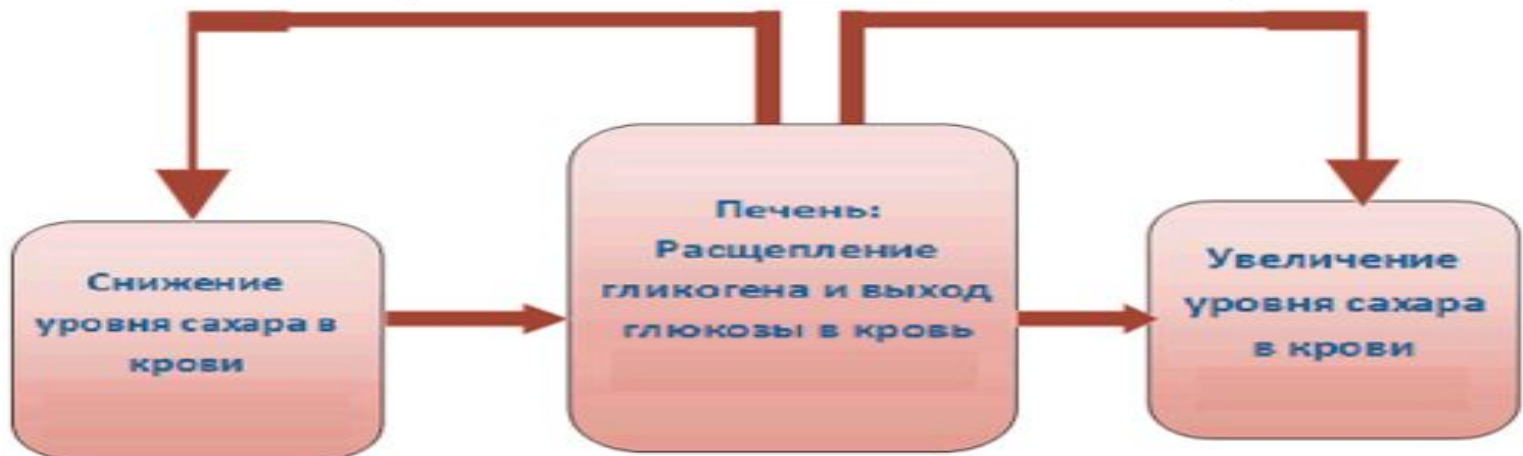 Снижение
уровня сахара в
крови
Печень:
Расщепление
гликогена и выход
глюкозы в кровь
Увеличение
уровня сахара
в крови